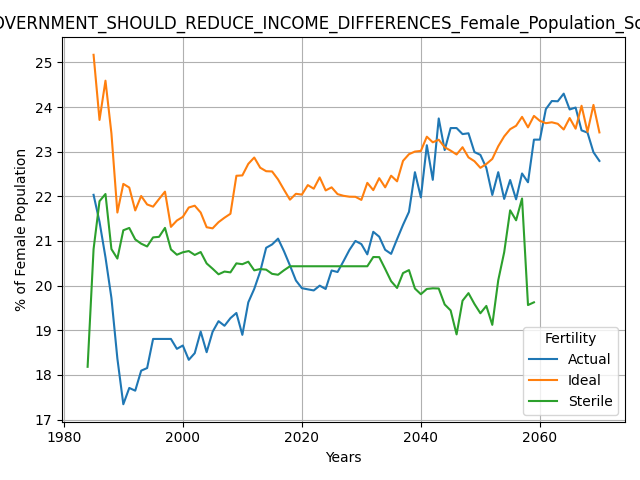 OVERNMENT_SHOULD_REDUCE_INCOME_DIFFERENCES_Female_Population_So
25
24
23
22
21
20
19
18
17
% of Female Population
1980
2000
2020
2040
2060
Years
Fertility
Actual
Ideal
Sterile